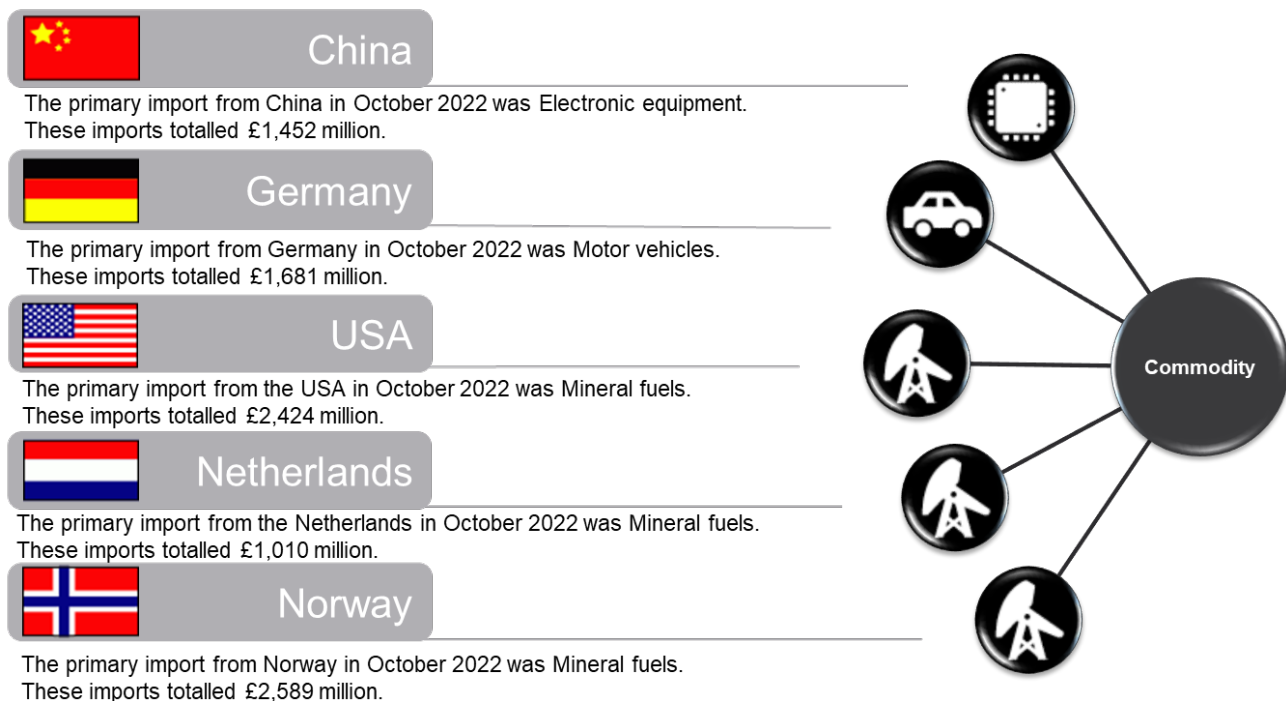 China
The primary import from China in October 2022 was Electronic equipment.
These imports totalled £1,452 million.
Germany
The primary import from Germany in October 2022 was Motor vehicles.
These imports totalled £1,681 million.
USA
The primary import from the USA in October 2022 was Mineral fuels.
These imports totalled £2,424 million.
Netherlands
The primary import from the Netherlands in October 2022 was Mineral fuels.
These imports totalled £1,010 million.
Norway
The primary import from Norway in October 2022 was Mineral fuels.
These imports totalled £2,589 million.
Commodity